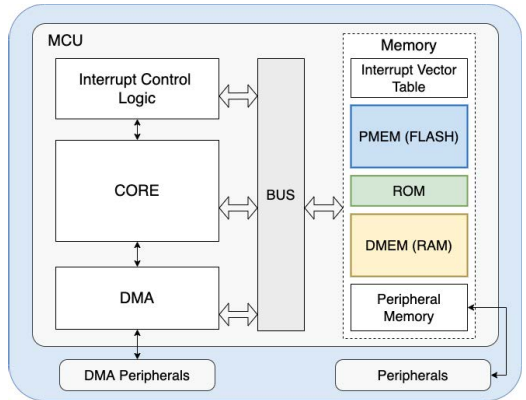 MCU
Interrupt Control
Logic
CORE
DMA
BUS
Memory
Interrupt Vector
Table
PMEM (FLASH)
ROM
DMEM (RAM)
Peripheral
Memory
DMA Peripherals
Peripherals